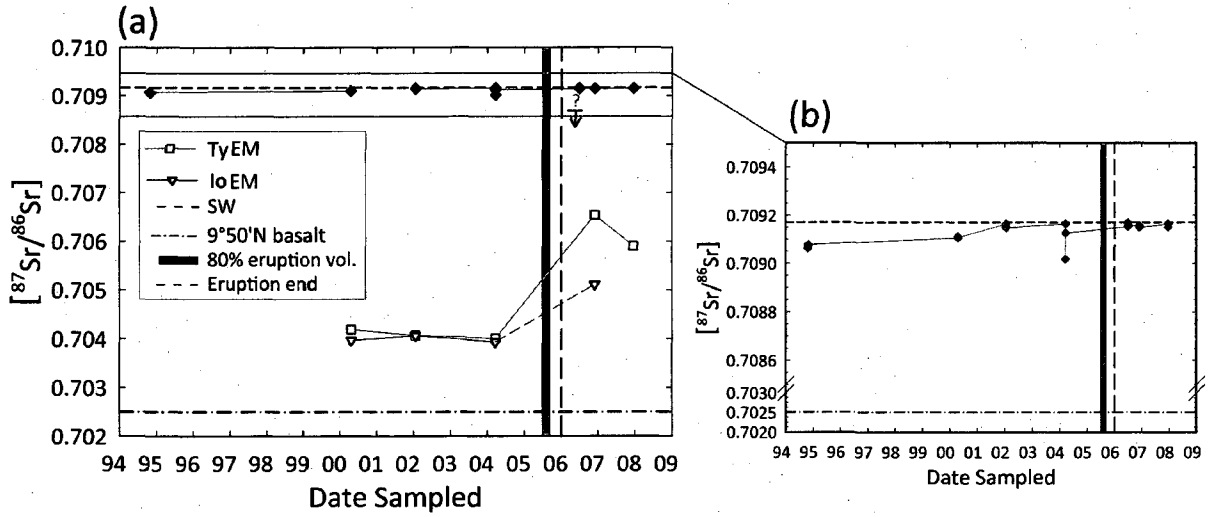 (a)
0.710
0.709
0.708
0.707
0.706
0.705
0.704
0.703
0.702
[⁸⁷Sr/⁸⁶Sr]
?
Ty EM
Io EM
SW
9°50'N basalt
80% eruption vol.
Eruption end
94 95 96 97 98 99 00 01 02 03 04 05 06 07 08 09
Date Sampled
(b)
0.7094
0.7092
0.7090
0.7088
0.7086
0.7030
0.7025
0.7020
[⁸⁷Sr/⁸⁶Sr]
94 95 96 97 98 99 00 01 02 03 04 05 06 07 08 09
Date Sampled